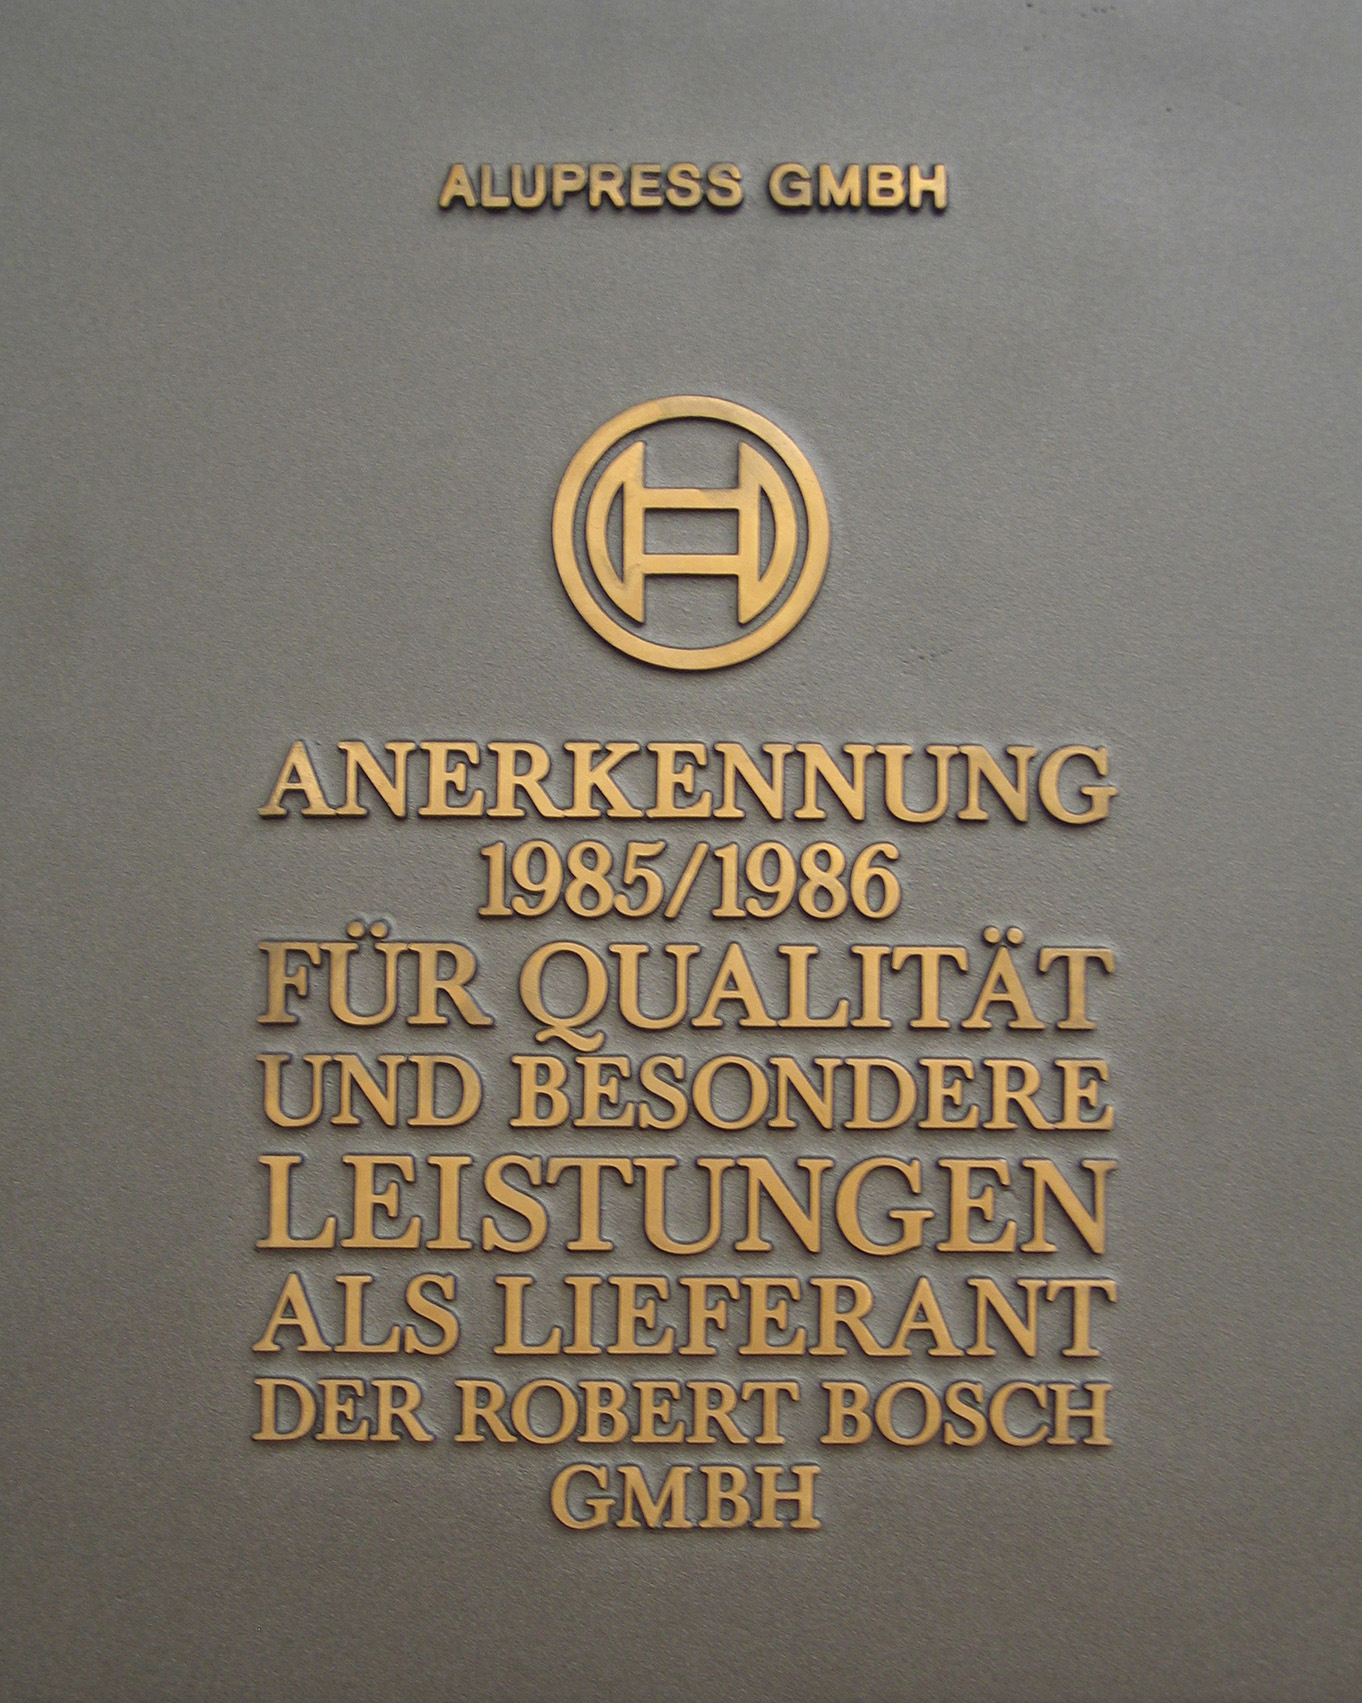 ALUPRESS GMBH
ANERKENNUNG
1985/1986
FÜR QUALITÄT
UND BESONDERE
LEISTUNGEN
ALS LIEFERANT
DER ROBERT BOSCH
GMBH